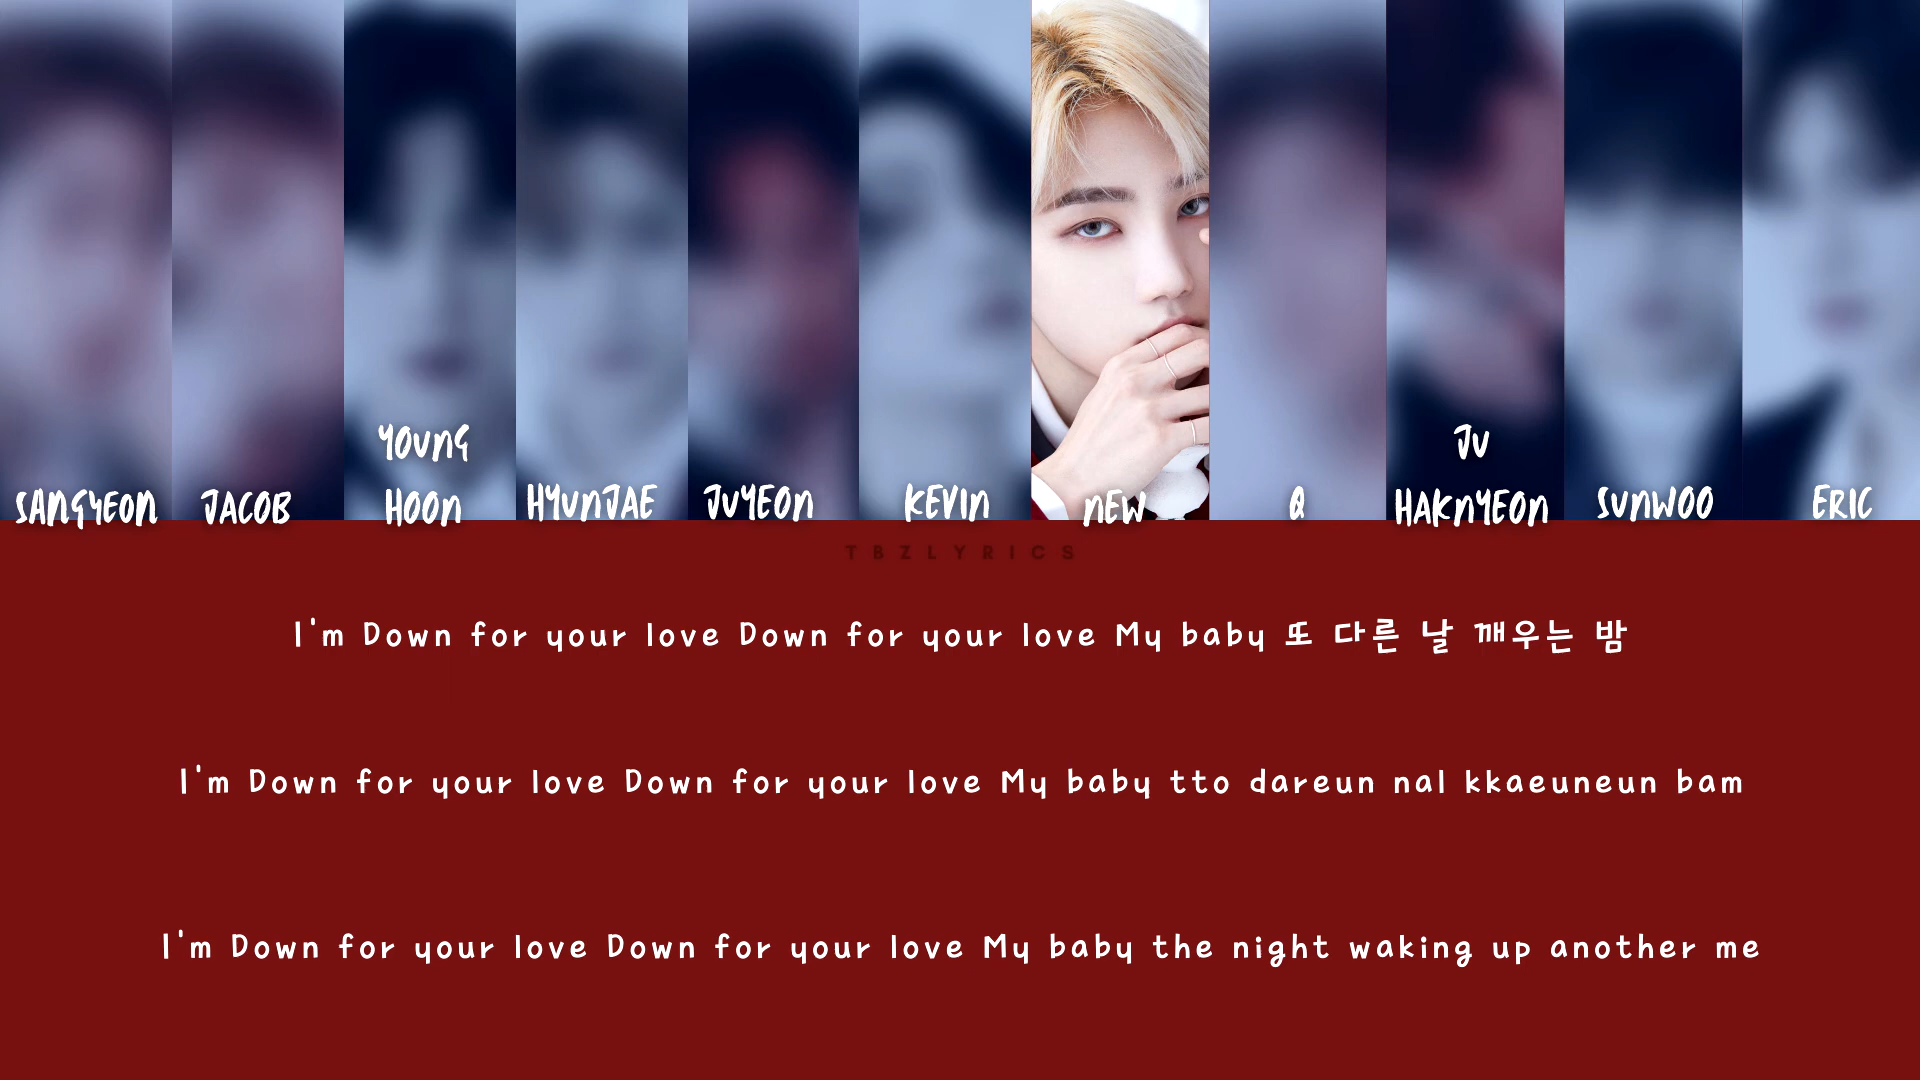 SANGYEON
JACOB
YOUNG
HOON
HYUNJAE
JUYEON
KEVIN
NEW
Q
JU
HAKNYEON
SUNWOO
ERIC
TBZLYRICS
I'm Down for your love Down for your love My baby 또 다른 날 깨우는 밤
I'm Down for your love Down for your love My baby tto dareun nal kkaeuneun bam
I'm Down for your love Down for your love My baby the night waking up another me